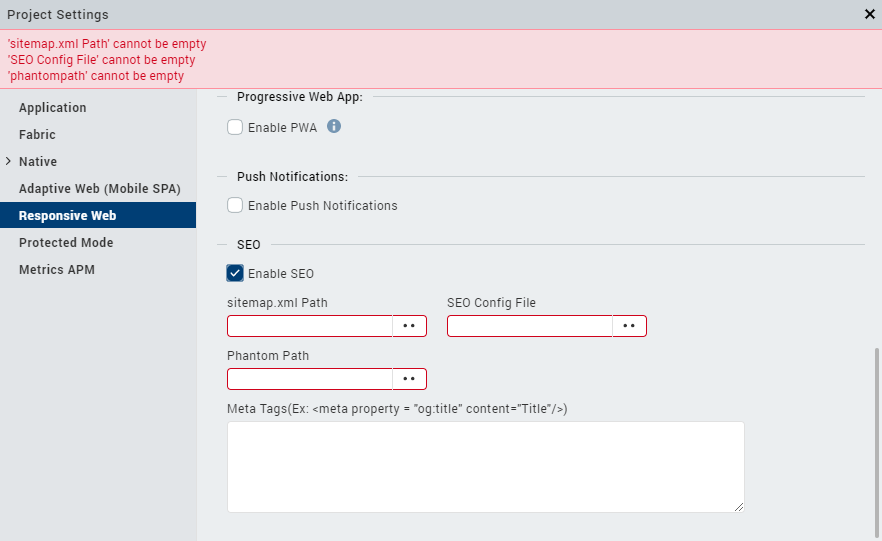 Project Settings
'sitemap.xml Path' cannot be empty
'SEO Config File' cannot be empty
'phantompath' cannot be empty
Application
Fabric
Native
Adaptive Web (Mobile SPA)
Responsive Web
Protected Mode
Metrics APM
Progressive Web App:
Enable PWA
Push Notifications:
Enable Push Notifications
SEO
Enable SEO
sitemap.xml Path
SEO Config File
Phantom Path
Meta Tags(Ex: <meta property = "og:title" content="Title"/>)